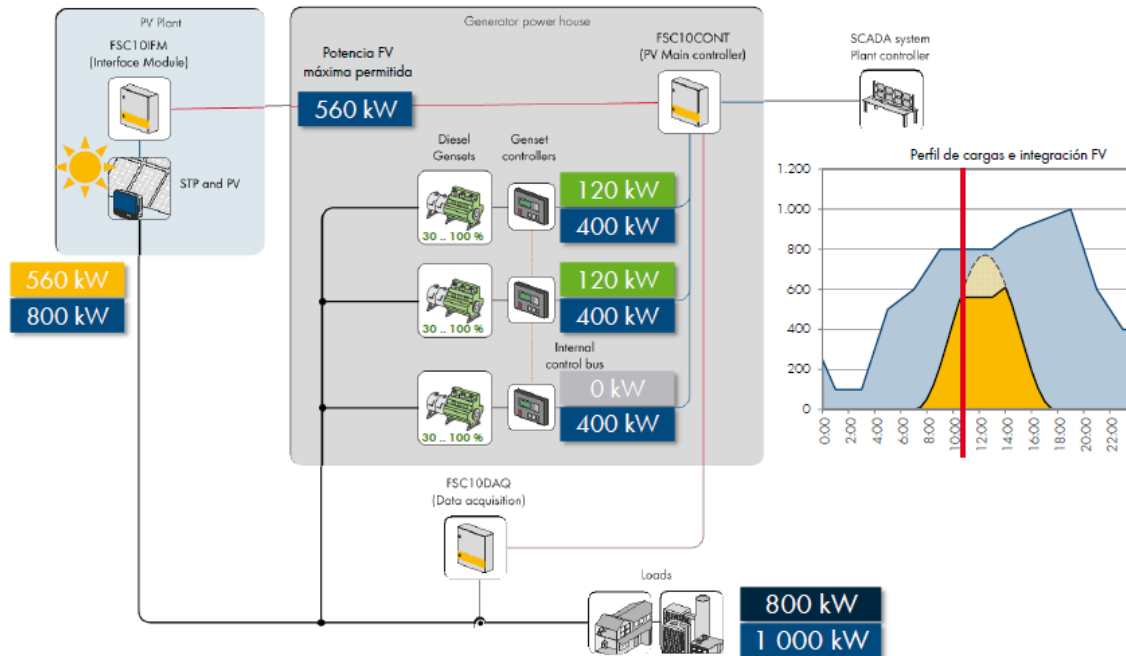 PV Plant
FSC10IFM
(Interface Module)
STP and PV
560 kW
800 kW
Generator power house
Potencia FV
máxima permitida
560 kW
FSC10CONT
(PV Main controller)
SCADA system
Plant controller
Diesel
Gensets
Genset
controllers
30 .. 100 %
120 kW
400 kW
30 .. 100 %
120 kW
400 kW
Internal
control bus
30 .. 100 %
0 kW
400 kW
FSC10DAQ
(Data acquisition)
Loads
800 kW
1 000 kW
Perfil de cargas e integración FV
1.200
1.000
800
600
400
200
0
0:00
2:00
4:00
6:00
8:00
10:00
12:00
14:00
16:00
18:00
20:00
22:00